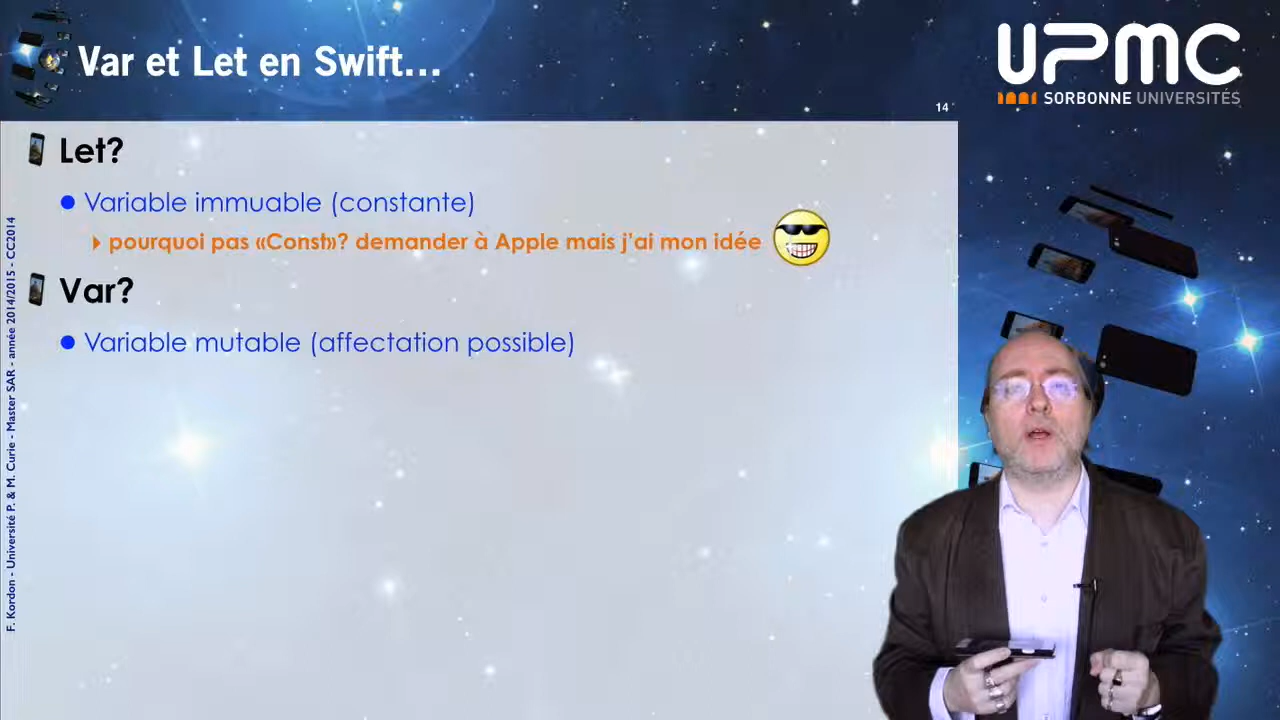 Var et Let en Swift...
UPMC
SORBONNE UNIVERSITÉS
14
Let?
Variable immuable (constante)
pourquoi pas «Const»? demander à Apple mais j'ai mon idée
Var?
Variable mutable (affectation possible)
F. Kordon - Université P. & M. Curie - Master SAR - année 2014/2015 - CC2014